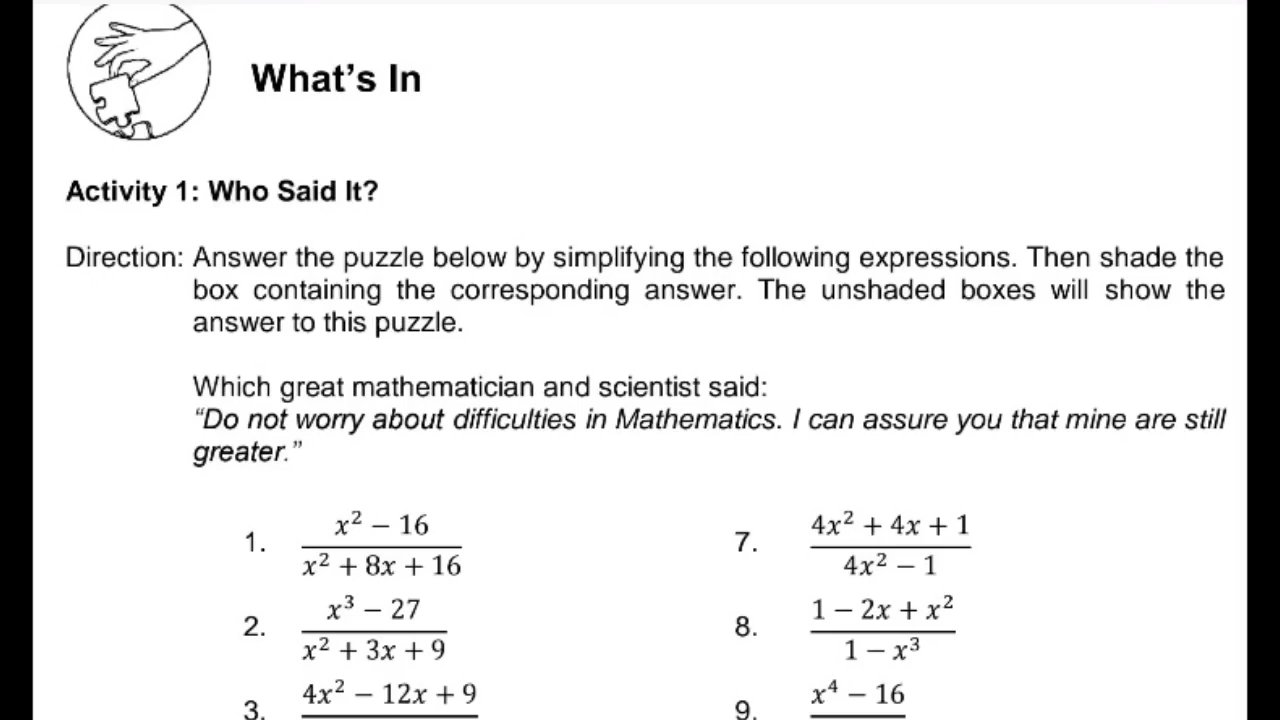 What's In
Activity 1: Who Said It?
Direction: Answer the puzzle below by simplifying the following expressions. Then shade the
box containing the corresponding answer. The unshaded boxes will show the
answer to this puzzle.
Which great mathematician and scientist said:
“Do not worry about difficulties in Mathematics. I can assure you that mine are still
greater.”
1. (x² − 16)/(x² + 8x + 16)
2. (x³ − 27)/(x² + 3x + 9)
3. 4x² − 12x + 9
7. (4x² + 4x + 1)/(4x² − 1)
8. (1 − 2x + x²)/(1 − x³)
9. x⁴ − 16